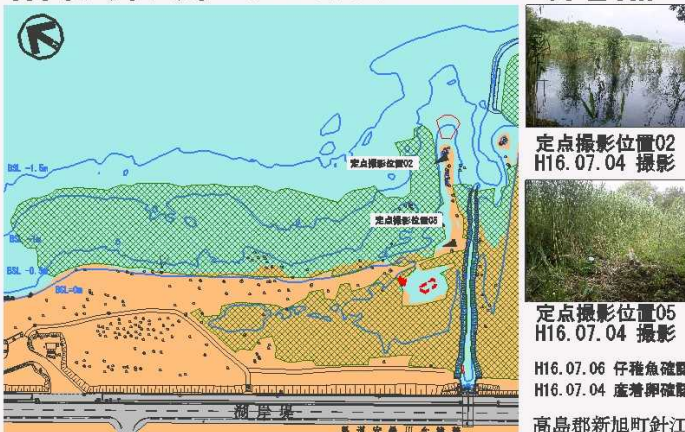 定点撮影位置02
定点撮影位置05
BSL -1.5m
BSL -1m
BSL=0m
湖岸堤
定点撮影位置02
H16.07.04 撮影
定点撮影位置05
H16.07.04 撮影
H16.07.06 仔稚魚確認
H16.07.04 産着卵確認
高島郡新旭町針江